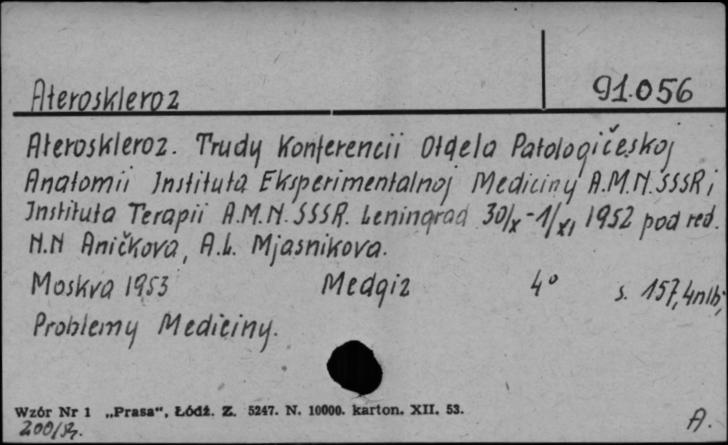 Ateroskleroz
91.056
Ateroskleroz. Trudy Konferencii Otdela Patologičeskoj
Anatomii Instituta Eksperimentalnoj Mediciny A.M.N. SSSR i
Instituta Terapii A.M.N. SSSR. Leningrad 30/X - 1/XI 1952 pod red.
N.N Aničkova, A.L. Mjasnikova.
Moskva 1953 Medgiz 4° s. 157, 4nlb,
Problemy Mediciny.
Wzór Nr 1 „Prasa“, Łódź. Z. 5247. N. 10000. karton. XII. 53.
A.